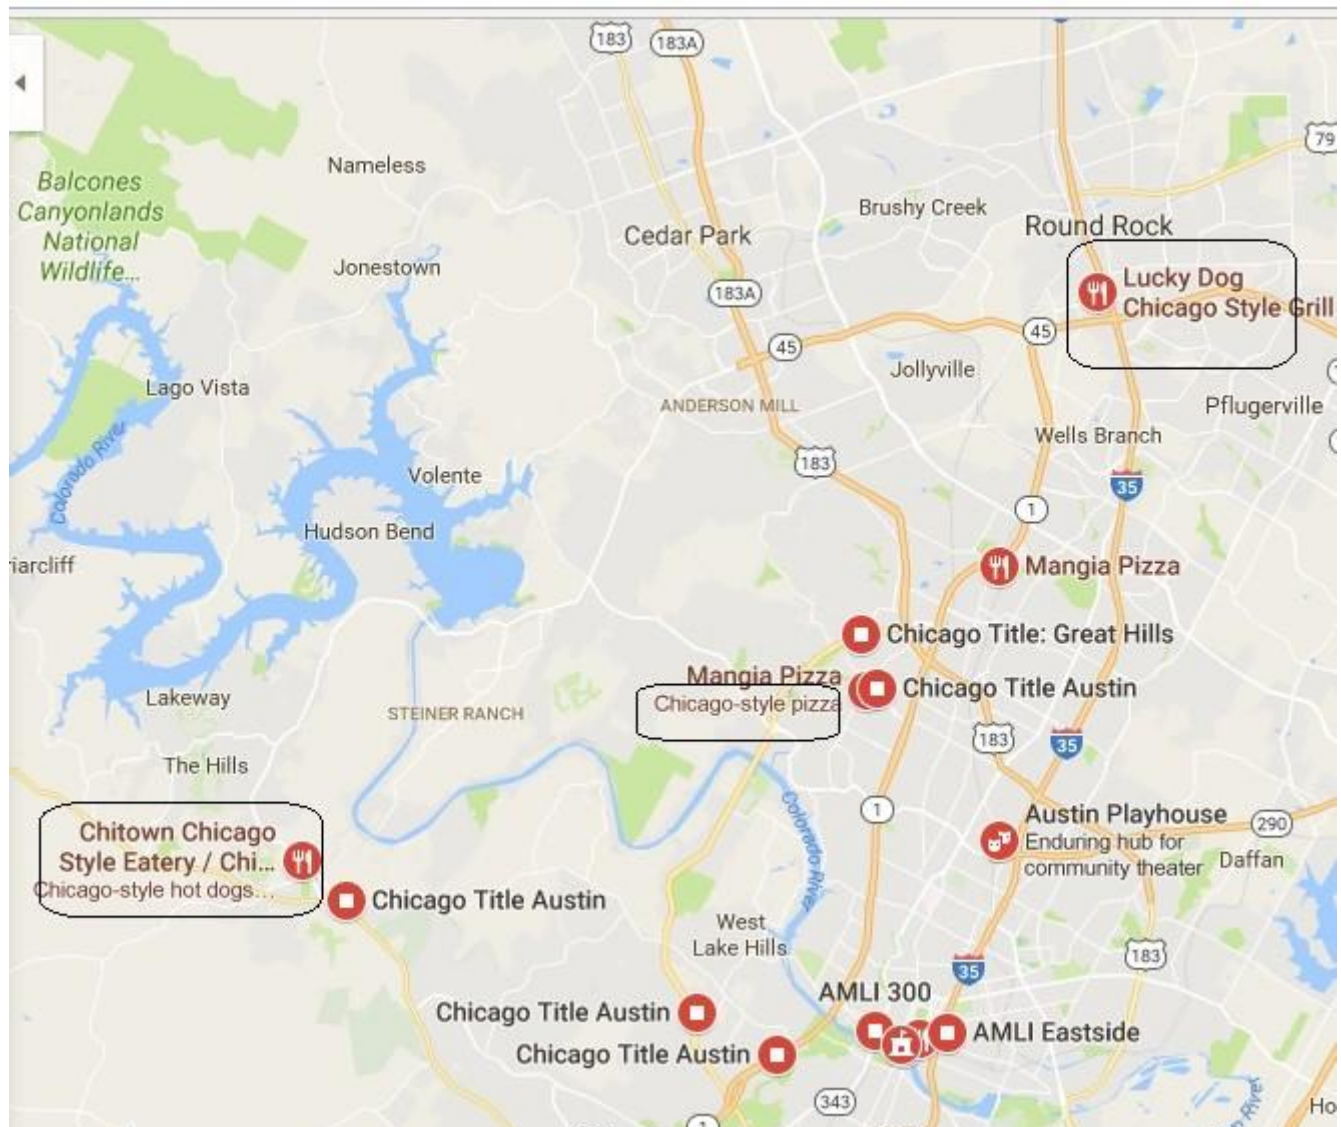 183
183A
79
Nameless
Balcones
Canyonlands
National
Wildlife...
Brushy Creek
Cedar Park
Round Rock
Jonestown
Lucky Dog
Chicago Style Grill
183A
45
45
Lago Vista
Jollyville
ANDERSON MILL
Pflugerville
Colorado River
Wells Branch
Volente
183
35
1
Hudson Bend
iarcliff
Mangia Pizza
Chicago Title: Great Hills
Mangia Pizza
Chicago-style pizza
Chicago Title Austin
Lakeway
STEINER RANCH
183
35
The Hills
Colorado River
1
Chitown Chicago
Style Eatery / Chi...
Chicago-style hot dogs...
Austin Playhouse
Enduring hub for
community theater
290
Daffan
Chicago Title Austin
West
Lake Hills
183
35
AMLI 300
Chicago Title Austin
AMLI Eastside
Chicago Title Austin
343
Ho
River
1